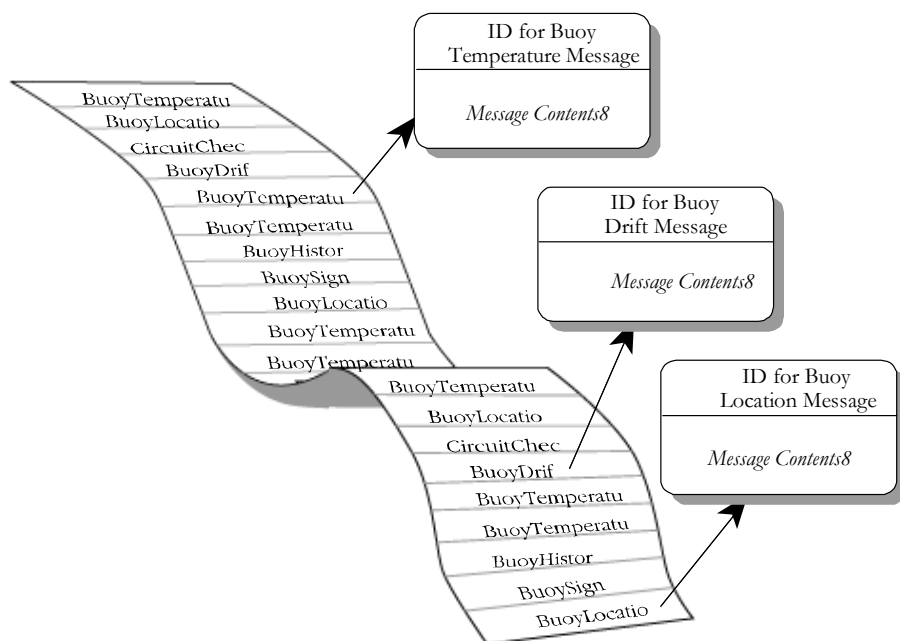 ID for Buoy
Temperature Message
Message Contents8
BuoyTemperatu
BuoyLocatio
CircuitChec
BuoyDrif
BuoyTemperatu
BuoyTemperatu
BuoyHistor
BuoySign
BuoyLocatio
BuoyTemperatu
BuoyTemperatu
ID for Buoy
Drift Message
Message Contents8
BuoyTemperatu
BuoyLocatio
CircuitChec
BuoyDrif
BuoyTemperatu
BuoyTemperatu
BuoyHistor
BuoySign
BuoyLocatio
ID for Buoy
Location Message
Message Contents8